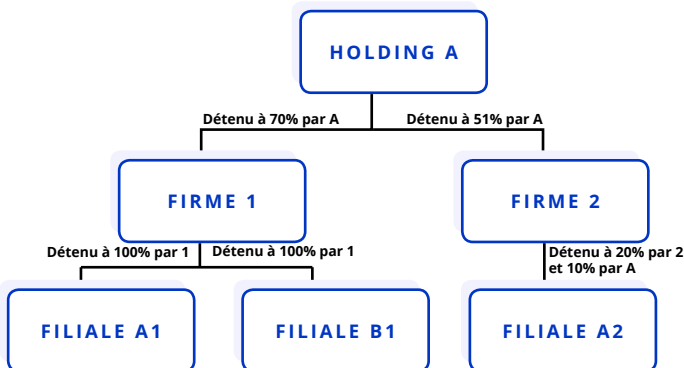 HOLDING A
Détenu à 70% par A
Détenu à 51% par A
FIRME 1
FIRME 2
Détenu à 100% par 1
Détenu à 100% par 1
Détenu à 20% par 2
et 10% par A
FILIALE A1
FILIALE B1
FILIALE A2